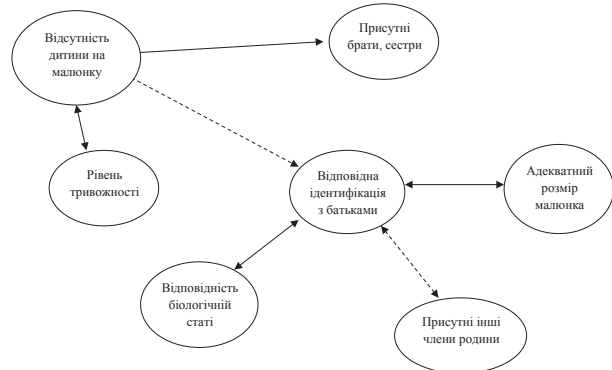 Відсутність
дитини на
малюнку
Присутні
брати, сестри
Рівень
тривожності
Відповідна
ідентифікація
з батьками
Адекватний
розмір
малюнка
Відповідність
біологічній
статі
Присутні інші
члени родини